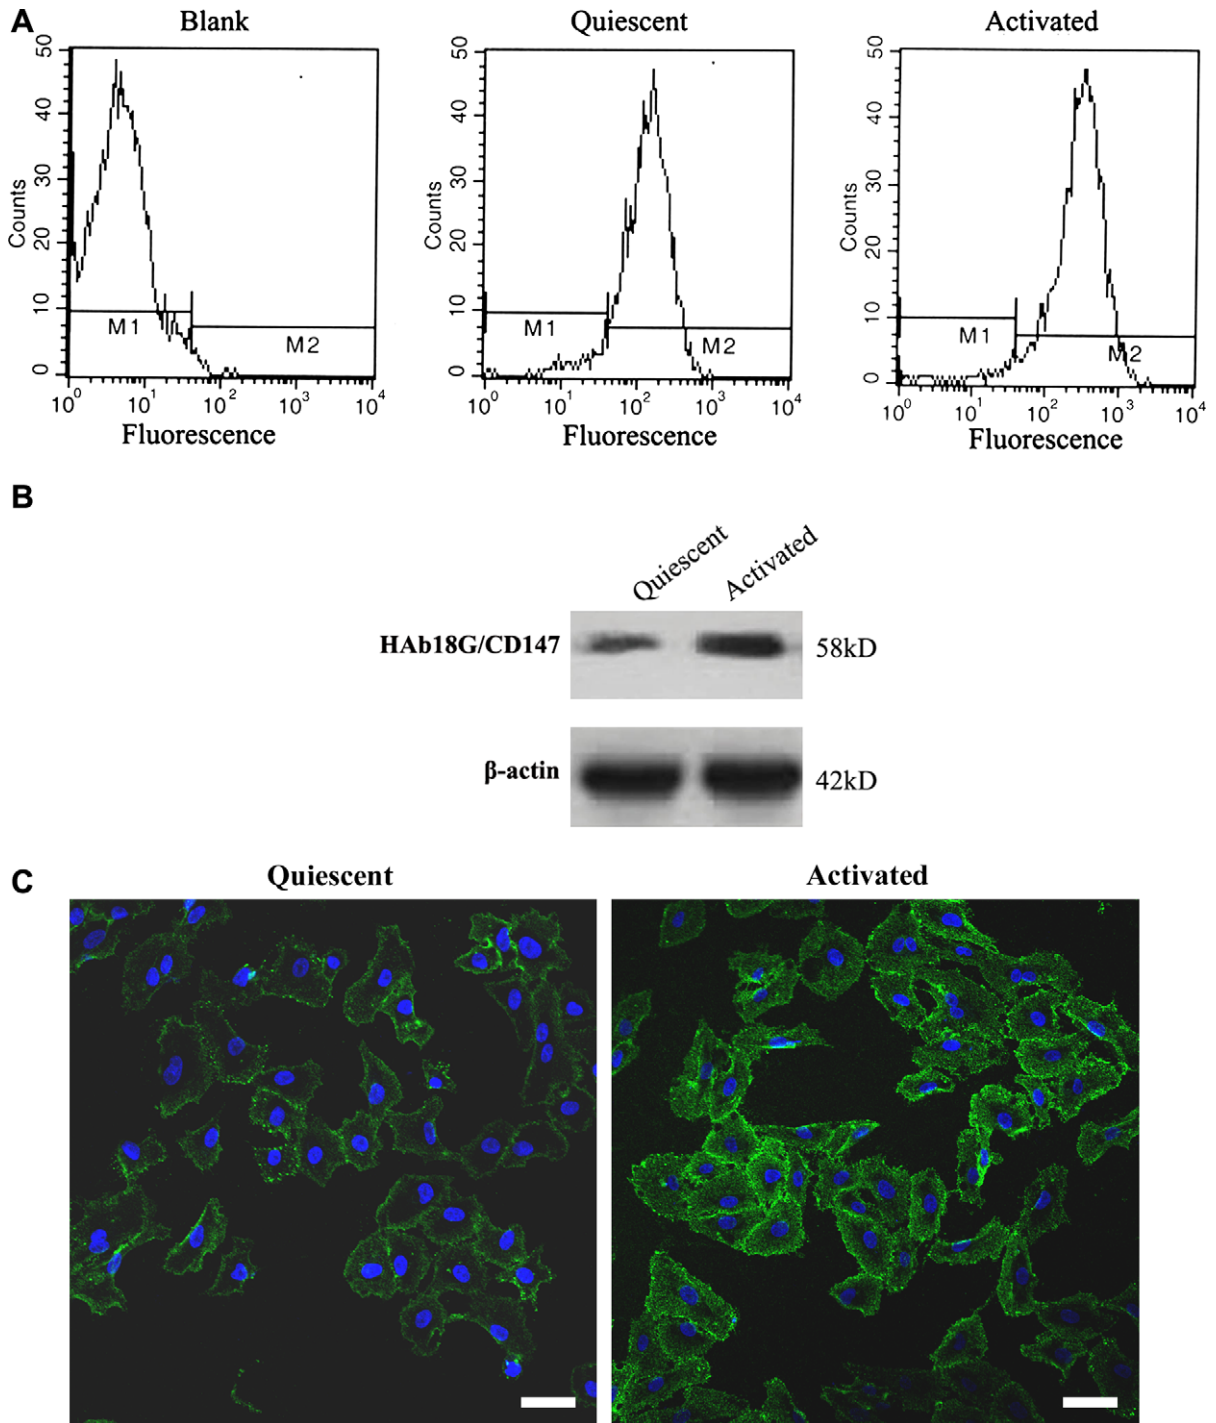 A
Blank
Quiescent
Activated
50
40
30
20
10
0
Counts
M1
M2
10^0 10^1 10^2 10^3 10^4
Fluorescence
50
40
30
20
10
0
Counts
M1
M2
10^0 10^1 10^2 10^3 10^4
Fluorescence
50
40
30
20
10
0
Counts
M1
M2
10^0 10^1 10^2 10^3 10^4
Fluorescence
B
Quiescent
Activated
HAb18G/CD147
58kD
β-actin
42kD
C
Quiescent
Activated